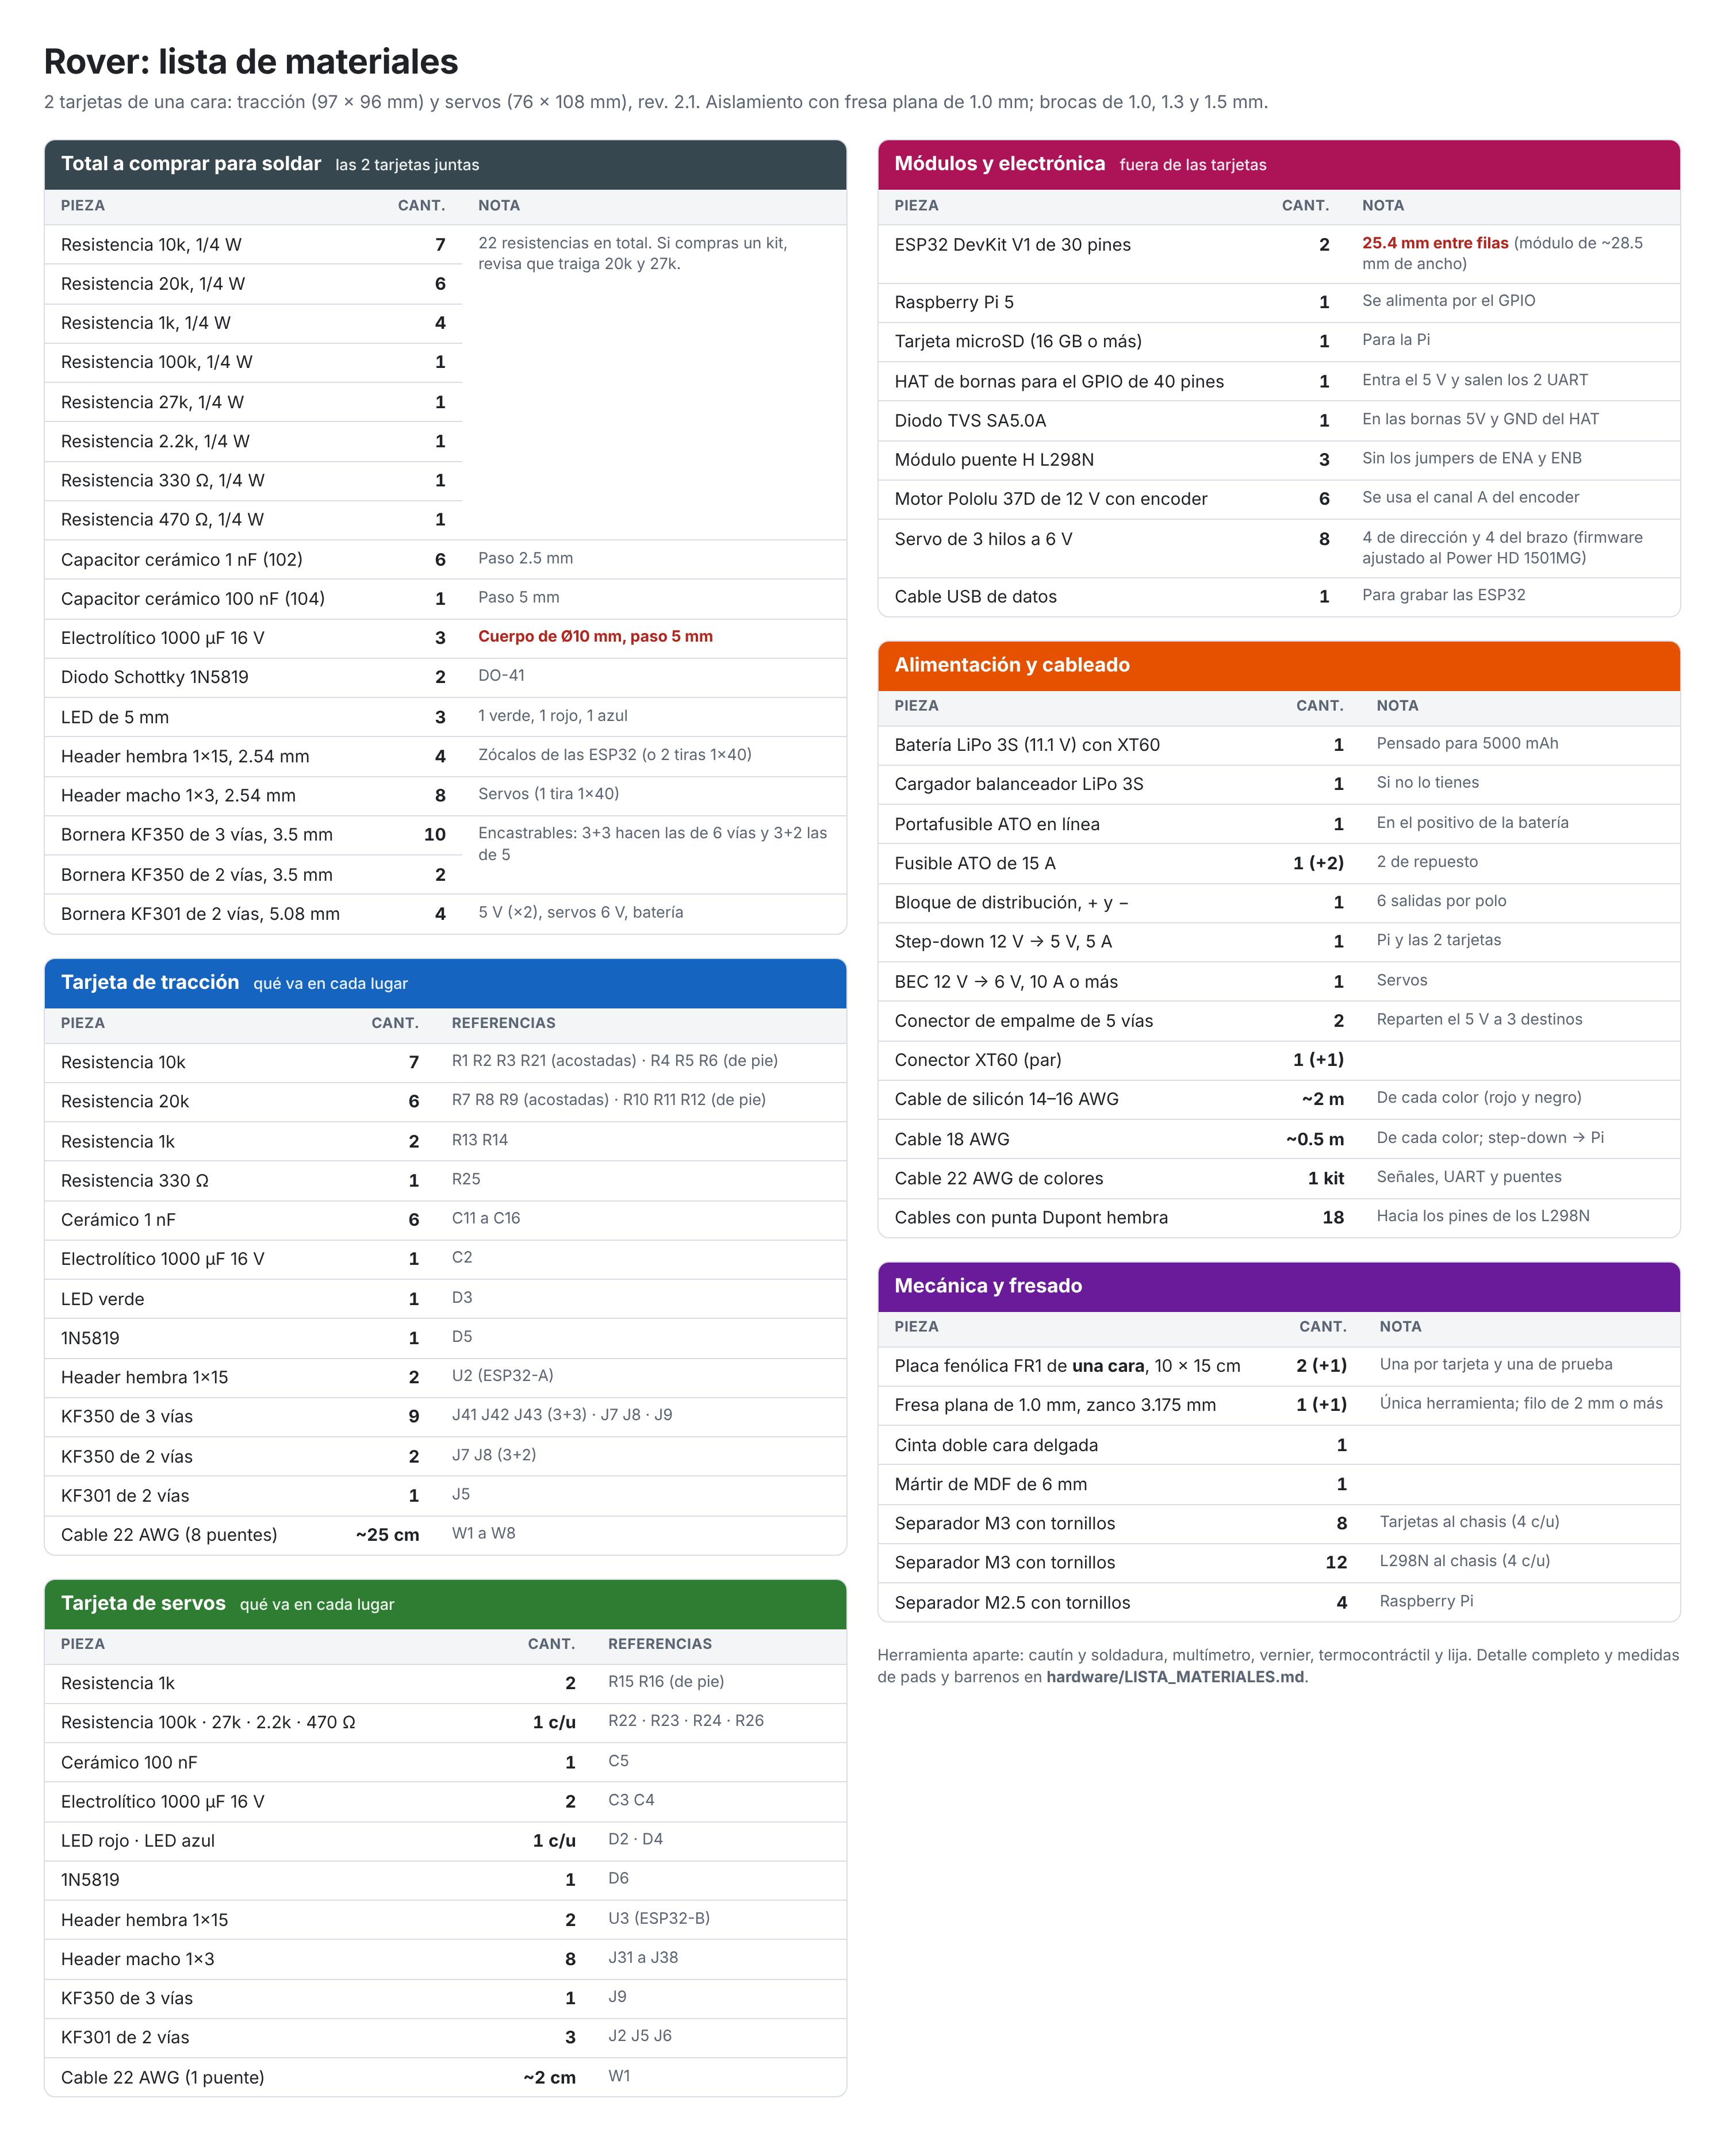 Rover: lista de materiales
2 tarjetas de una cara: tracción (97 × 96 mm) y servos (76 × 108 mm), rev. 2.1. Aislamiento con fresa plana de 1.0 mm; brocas de 1.0, 1.3 y 1.5 mm.
Total a comprar para soldar las 2 tarjetas juntas
PIEZA CANT. NOTA
Resistencia 10k, 1/4 W 7 22 resistencias en total. Si compras un kit,
revisa que traiga 20k y 27k.
Resistencia 20k, 1/4 W 6
Resistencia 1k, 1/4 W 4
Resistencia 100k, 1/4 W 1
Resistencia 27k, 1/4 W 1
Resistencia 2.2k, 1/4 W 1
Resistencia 330 Ω, 1/4 W 1
Resistencia 470 Ω, 1/4 W 1
Capacitor cerámico 1 nF (102) 6 Paso 2.5 mm
Capacitor cerámico 100 nF (104) 1 Paso 5 mm
Electrolítico 1000 µF 16 V 3 Cuerpo de Ø10 mm, paso 5 mm
Diodo Schottky 1N5819 2 DO-41
LED de 5 mm 3 1 verde, 1 rojo, 1 azul
Header hembra 1×15, 2.54 mm 4 Zócalos de las ESP32 (o 2 tiras 1×40)
Header macho 1×3, 2.54 mm 8 Servos (1 tira 1×40)
Bornera KF350 de 3 vías, 3.5 mm 10 Encastrables: 3+3 hacen las de 6 vías y 3+2 las
de 5
Bornera KF350 de 2 vías, 3.5 mm 2
Bornera KF301 de 2 vías, 5.08 mm 4 5 V (×2), servos 6 V, batería
Tarjeta de tracción qué va en cada lugar
PIEZA CANT. REFERENCIAS
Resistencia 10k 7 R1 R2 R3 R21 (acostadas) · R4 R5 R6 (de pie)
Resistencia 20k 6 R7 R8 R9 (acostadas) · R10 R11 R12 (de pie)
Resistencia 1k 2 R13 R14
Resistencia 330 Ω 1 R25
Cerámico 1 nF 6 C11 a C16
Electrolítico 1000 µF 16 V 1 C2
LED verde 1 D3
1N5819 1 D5
Header hembra 1×15 2 U2 (ESP32-A)
KF350 de 3 vías 9 J41 J42 J43 (3+3) · J7 J8 · J9
KF350 de 2 vías 2 J7 J8 (3+2)
KF301 de 2 vías 1 J5
Cable 22 AWG (8 puentes) ~25 cm W1 a W8
Tarjeta de servos qué va en cada lugar
PIEZA CANT. REFERENCIAS
Resistencia 1k 2 R15 R16 (de pie)
Resistencia 100k · 27k · 2.2k · 470 Ω 1 c/u R22 · R23 · R24 · R26
Cerámico 100 nF 1 C5
Electrolítico 1000 µF 16 V 2 C3 C4
LED rojo · LED azul 1 c/u D2 · D4
1N5819 1 D6
Header hembra 1×15 2 U3 (ESP32-B)
Header macho 1×3 8 J31 a J38
KF350 de 3 vías 1 J9
KF301 de 2 vías 3 J2 J5 J6
Cable 22 AWG (1 puente) ~2 cm W1
Módulos y electrónica fuera de las tarjetas
PIEZA CANT. NOTA
ESP32 DevKit V1 de 30 pines 2 25.4 mm entre filas (módulo de ~28.5
mm de ancho)
Raspberry Pi 5 1 Se alimenta por el GPIO
Tarjeta microSD (16 GB o más) 1 Para la Pi
HAT de bornas para el GPIO de 40 pines 1 Entra el 5 V y salen los 2 UART
Diodo TVS SA5.0A 1 En las bornas 5V y GND del HAT
Módulo puente H L298N 3 Sin los jumpers de ENA y ENB
Motor Pololu 37D de 12 V con encoder 6 Se usa el canal A del encoder
Servo de 3 hilos a 6 V 8 4 de dirección y 4 del brazo (firmware
ajustado al Power HD 1501MG)
Cable USB de datos 1 Para grabar las ESP32
Alimentación y cableado
PIEZA CANT. NOTA
Batería LiPo 3S (11.1 V) con XT60 1 Pensado para 5000 mAh
Cargador balanceador LiPo 3S 1 Si no lo tienes
Portafusible ATO en línea 1 En el positivo de la batería
Fusible ATO de 15 A 1 (+2) 2 de repuesto
Bloque de distribución, + y − 1 6 salidas por polo
Step-down 12 V → 5 V, 5 A 1 Pi y las 2 tarjetas
BEC 12 V → 6 V, 10 A o más 1 Servos
Conector de empalme de 5 vías 2 Reparten el 5 V a 3 destinos
Conector XT60 (par) 1 (+1)
Cable de silicón 14–16 AWG ~2 m De cada color (rojo y negro)
Cable 18 AWG ~0.5 m De cada color; step-down → Pi
Cable 22 AWG de colores 1 kit Señales, UART y puentes
Cables con punta Dupont hembra 18 Hacia los pines de los L298N
Mecánica y fresado
PIEZA CANT. NOTA
Placa fenólica FR1 de una cara, 10 × 15 cm 2 (+1) Una por tarjeta y una de prueba
Fresa plana de 1.0 mm, zanco 3.175 mm 1 (+1) Única herramienta; filo de 2 mm o más
Cinta doble cara delgada 1
Mártir de MDF de 6 mm 1
Separador M3 con tornillos 8 Tarjetas al chasis (4 c/u)
Separador M3 con tornillos 12 L298N al chasis (4 c/u)
Separador M2.5 con tornillos 4 Raspberry Pi
Herramienta aparte: cautín y soldadura, multímetro, vernier, termocontráctil y lija. Detalle completo y medidas
de pads y barrenos en hardware/LISTA_MATERIALES.md.